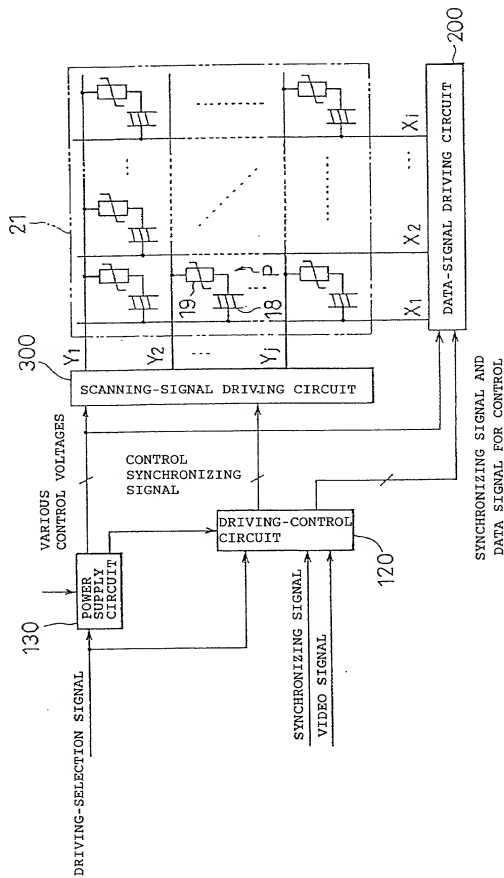 21
300
Y1
Y2
Yj
19
18
P
X1
X2
Xi
SCANNING-SIGNAL DRIVING CIRCUIT
DATA-SIGNAL DRIVING CIRCUIT
200
VARIOUS
CONTROL VOLTAGES
CONTROL
SYNCHRONIZING
SIGNAL
130
POWER
SUPPLY
CIRCUIT
DRIVING-CONTROL
CIRCUIT
120
DRIVING-SELECTION SIGNAL
SYNCHRONIZING SIGNAL
VIDEO SIGNAL
SYNCHRONIZING SIGNAL AND
DATA SIGNAL FOR CONTROL